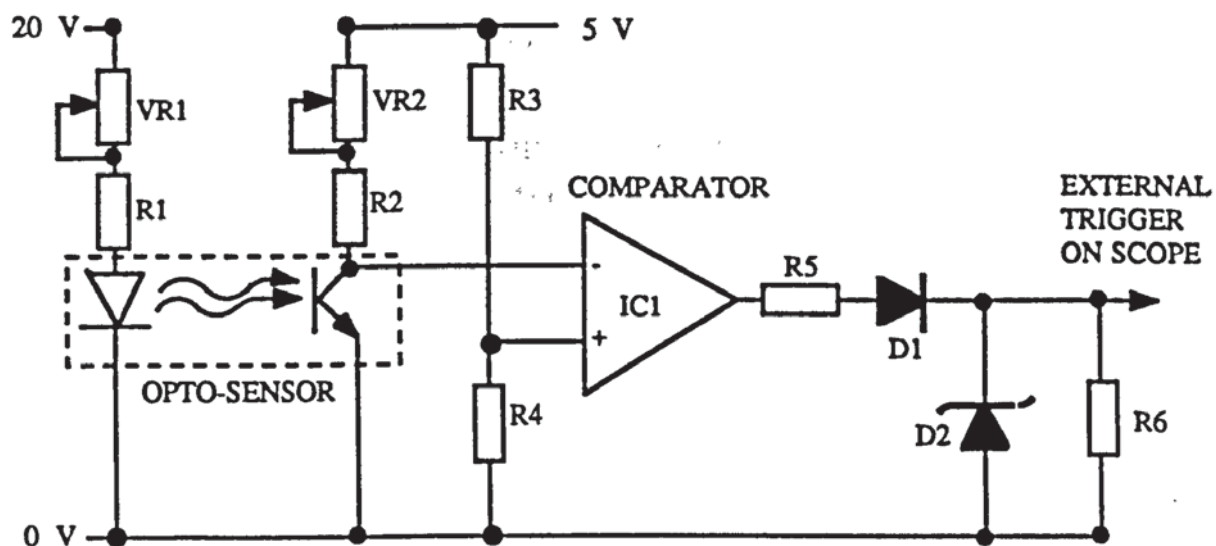 20 V
5 V
VR1
VR2
R3
R1
R2
COMPARATOR
EXTERNAL
TRIGGER
ON SCOPE
-
R5
IC1
+
D1
OPTO-SENSOR
R4
D2
R6
0 V